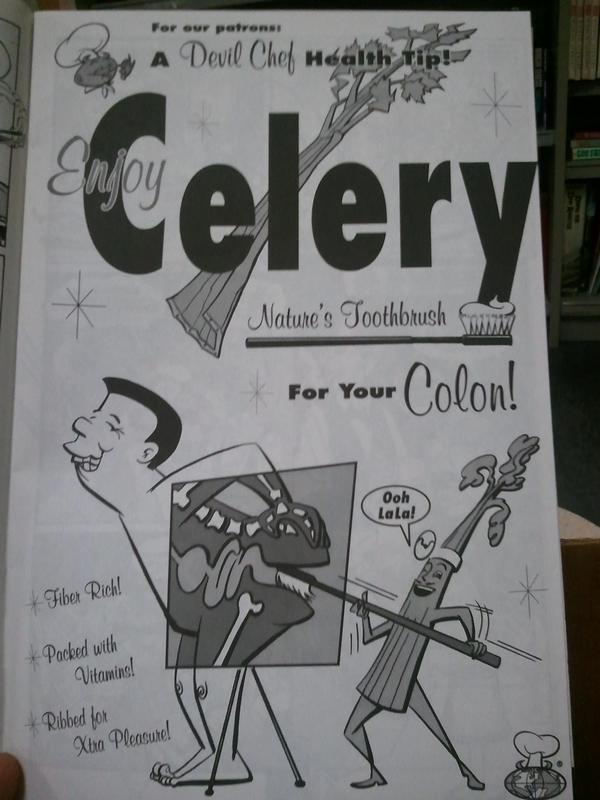 For our patrons:
A Devil Chef Health Tip!
Enjoy
Celery
Nature's Toothbrush
For Your Colon!
Ooh
LaLa!
Fiber Rich!
Packed with
Vitamins!
Ribbed for
Xtra Pleasure!